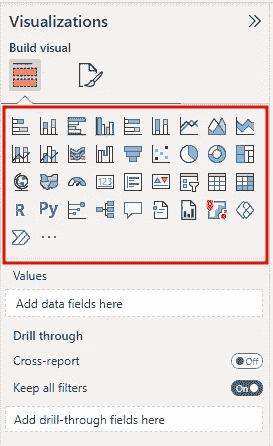 Visualizations
Build visual
123
R Py
Values
Add data fields here
Drill through
Cross-report Off
Keep all filters On
Add drill-through fields here